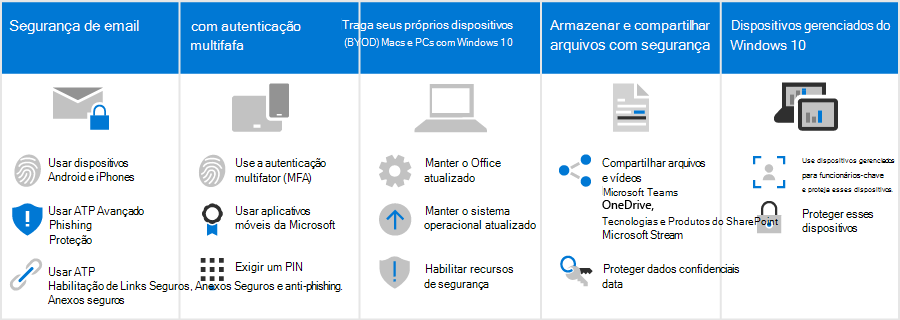 Segurança de email
Usar dispositivos
Android e iPhones
Usar ATP Avançado
Phishing
Proteção
Usar ATP
Habilitação de Links Seguros, Anexos Seguros e anti-phishing.
Anexos seguros
com autenticação
multifafa
Use a autenticação
multifator (MFA)
Usar aplicativos
móveis da Microsoft
Exigir um PIN
Traga seus próprios dispositivos
(BYOD) Macs e PCs com Windows 10
Manter o Office
atualizado
Manter o sistema
operacional atualizado
Habilitar recursos
de segurança
Armazenar e compartilhar
arquivos com segurança
Compartilhar arquivos
e vídeos
Microsoft Teams
OneDrive,
Tecnologias e Produtos do SharePoint
Microsoft Stream
Proteger dados confidenciais
data
Dispositivos gerenciados do
Windows 10
Use dispositivos gerenciados
para funcionários-chave
e proteja esses dispositivos.
Proteger esses
dispositivos